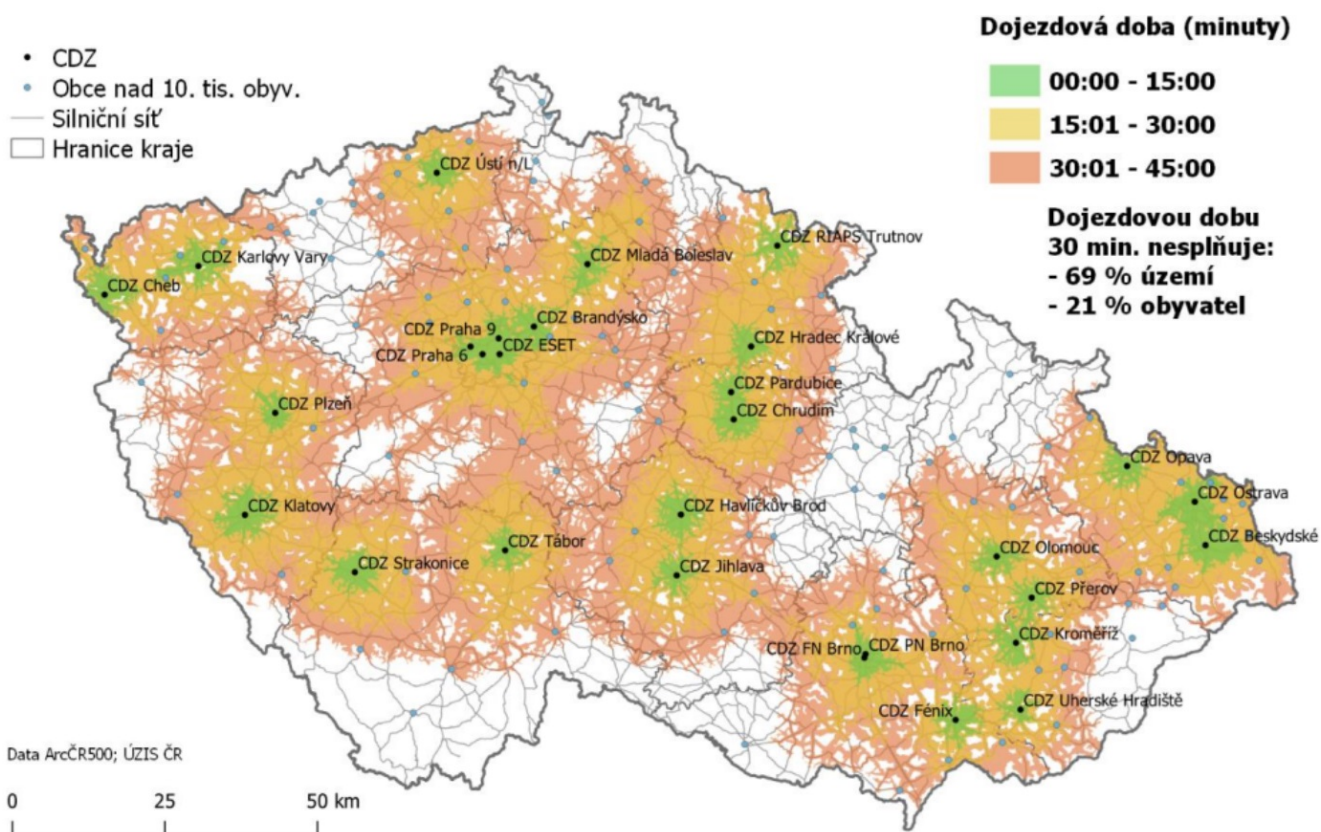 Dojezdová doba (minuty)
00:00 - 15:00
15:01 - 30:00
30:01 - 45:00
Dojezdovou dobu
30 min. nesplňuje:
- 69 % území
- 21 % obyvatel
CDZ
Obce nad 10. tis. obyv.
Silniční síť
Hranice kraje
CDZ Ústí n/L
CDZ RIAPS Trutnov
CDZ Karlovy Vary
CDZ Mladá Boleslav
CDZ Cheb
CDZ Brandýsko
CDZ Praha 9
CDZ ESET
CDZ Praha 6
CDZ Hradec Králové
CDZ Pardubice
CDZ Chrudim
CDZ Plzeň
CDZ Opava
CDZ Ostrava
CDZ Klatovy
CDZ Havlíčkův Brod
CDZ Beskydské
CDZ Tábor
CDZ Olomouc
CDZ Strakonice
CDZ Jihlava
CDZ Přerov
CDZ Kroměříž
CDZ FN Brno
CDZ PN Brno
CDZ Uherské Hradiště
CDZ Fénix
Data ArcČR500; ÚZIS ČR
0 25 50 km